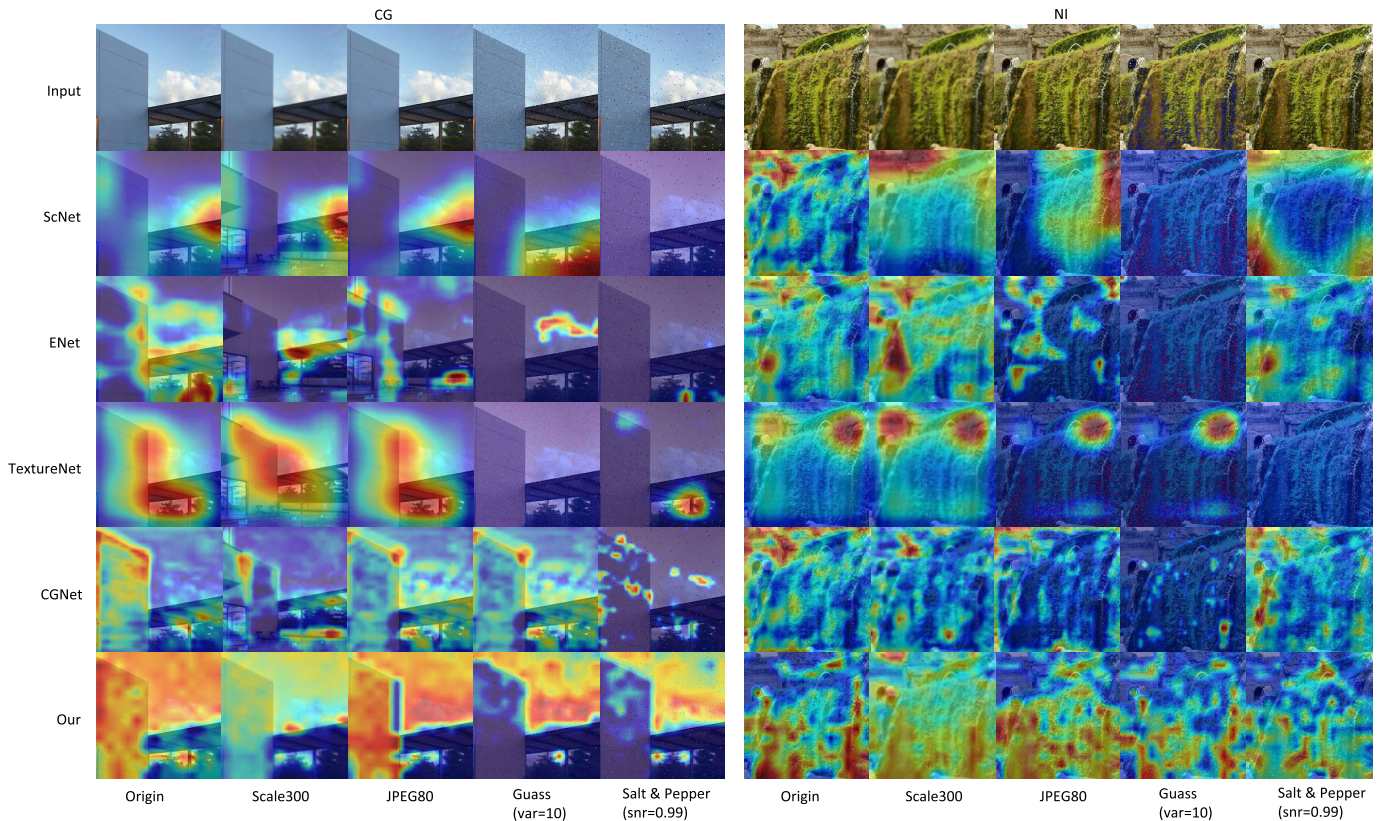 CG
NI
Input
ScNet
ENet
TextureNet
CGNet
Our
Origin
Scale300
JPEG80
Guass
(var=10)
Salt & Pepper
(snr=0.99)
Origin
Scale300
JPEG80
Guass
(var=10)
Salt & Pepper
(snr=0.99)